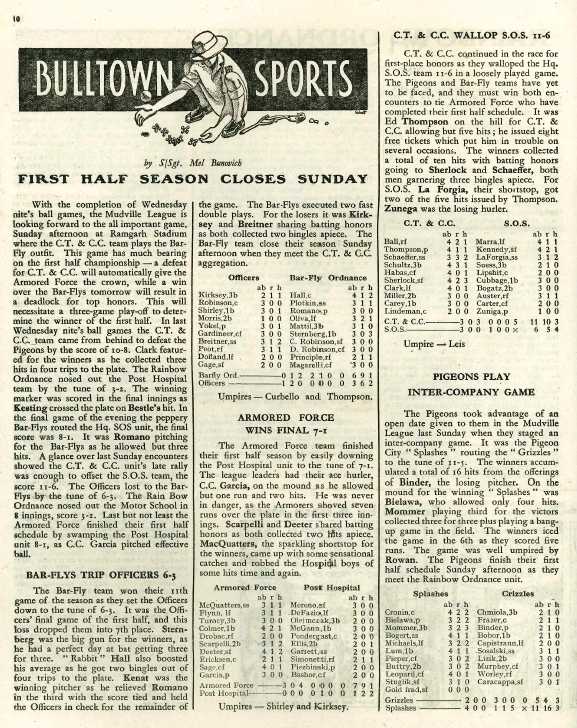 10
BULLTOWN SPORTS
by S|Sgt. Mel Bunovich
FIRST HALF SEASON CLOSES SUNDAY
With the completion of Wednesday
nite's ball games, the Mudville League is
looking forward to the all important game,
Sunday afternoon at Ramgarh Stadium
where the C.T. & C.C. team plays the Bar-
Fly outfit. This game has much bearing
on the first half championship—a defeat
for C.T. & C.C. will automatically give the
Armored Force the crown, while a win
over the Bar-Flys tomorrow will result in
a deadlock for top honors. This will
necessitate a three-game play-off to deter-
mine the winner of the first half. In last
Wednesday nite's ball games the C.T. &
C.C. team came from behind to defeat the
Pigeons by the score of 10-8. Clark featur-
ed for the winners as he collected three
hits in four trips to the plate. The Rainbow
Ordnance nosed out the Post Hospital
team by the tune of 3-2. The winning
marker was scored in the final innings as
Kesting crossed the plate on Bestle's hit. In
the final game of the evening the peppery
Bar-Flys routed the Hq. SOS unit, the final
score was 8-1. It was Romano pitching
for the Bar-Flys as he allowed but three
hits. A glance over last Sunday encounters
showed the C.T. & C.C. unit's late rally
was enough to offset the S.O.S. team, the
score 11-6. The Officers lost to the Bar-
Flys by the tune of 6-3. The Rain Bow
Ordnance nosed out the Motor School in
8 innings, score 3-2. Last but not least the
Armored Force finished their first half
schedule by swamping the Post Hospital
unit 8-1, as C.C. Garcia pitched effective
ball.
BAR-FLYS TRIP OFFICERS 6-3
The Bar-Fly team won their 11th
game of the season as they set the Officers
down to the tune of 6-3. It was the Offi-
cers' final game of the first half, and this
loss dropped them into 7th place. Stern-
berg was the big gun for the winners, as
he had a perfect day at bat getting three
for three. "Rabbit" Hall also boosted
his average as he got two bingles out of
four trips to the plate. Kenat was the
winning pitcher as he relieved Romano
in the third with the score tied and held
the Officers in check for the remainder of
the game. The Bar-Flys executed two fast
double plays. For the losers it was Kirk-
sey and Breitner sharing batting honors
as both collected two bingles apiece. The
Bar-Fly team close their season Sunday
afternoon when they meet the C.T. & C.C.
aggregation.
Officers Bar-Fly Ordnance
ab r h ab r h
Kirksey,3b 2 1 1 Hall,c 4 1 2
Robinson,c 3 0 0 Plotkin,ss 3 1 1
Shirley,1b 3 0 1 Romano,p 3 0 0
Morris,2b 1 0 0 Oliva,lf 3 2 1
Yokel,p 3 0 1 Mattii,3b 3 1 0
Gardiner,cf 3 0 0 Sternberg,1b 3 0 3
Breitner,ss 3 1 2 C. Robinson,sf 3 0 0
Peot,rf 3 1 1 D. Robinson,cf 3 0 0
Dofland,lf 2 0 0 Principle,rf 2 1 1
Gage,sf 2 0 0 Magarelli,cf 3 0 0
Barfly Ord. 0 1 2 2 1 0 6 9 1
Officers 1 2 0 0 0 0 3 6 2
Umpires—Curbello and Thompson.
ARMORED FORCE
WINS FINAL 7-1
The Armored Force team finished
their first half season by easily downing
the Post Hospital unit to the tune of 7-1.
The league leaders had their ace hurler,
C.C. Garcia, on the mound as he allowed
but one run and two hits. He was never
in danger, as the Armorers shoved seven
runs over the plate in the first three inn-
ings. Scarpelli and Deeter shared batting
honors as both collected two hits apiece.
MacQuatters, the sparkling shortstop for
the winners, came up with some sensational
catches and robbed the Hospital boys of
some hits time and again.
Armored Force Post Hospital
ab r h ab r h
McQuatters,ss 3 1 1 Moreno,sf 3 0 0
Flynn, lf 3 1 1 DeFazio,lf 3 0 0
Turocy,3b 3 0 0 Oleimczak,3b 2 0 0
Colner,1b 4 2 1 McGann,1b 3 0 0
Drobac,rf 2 0 0 Pendergast,c 2 0
Scarapelli,2b 3 1 2 Ellis,2b 2 0 1
Deeter,cf 4 1 2 Garrett,ss 2 0 0
Ericksen,c 2 1 1 Simonetti,rf 2 1 1
Sage,cf 4 0 1 Fleshinski,p 2 0 0
Garcia,p 3 0 0 Bashor,cf 2 0 0
Armored Force 3 0 4 0 0 0 0 7 9 1
Post Hospital 0 0 0 0 1 0 0 1 2 2
Umpires—Shirley and Kirksey.
C.T. & C.C. WALLOP S.O.S. 11-6
C.T. & C.C. continued in the race for
first-place honors as they walloped the Hq.
S.O.S. team 11-6 in a loosely played game.
The Pigeons and Bar-Fly teams have yet
to be faced, and they must win both en-
counters to tie Armored Force who have
completed their first half schedule. It was
Ed Thompson on the hill for C.T. &
C.C. allowing but five hits; he issued eight
free tickets which put him in trouble on
several occasions. The winners collected
a total of ten hits with batting honors
going to Sherlock and Schaeffer, both
men garnering three bingles apiece. For
S.O.S. La Forgia, their shortstop, got
two of the five hits issued by Thompson.
Zunega was the losing hurler.
C.T. & C.C. S.O.S.
ab r h ab r h
Ball,rf 4 2 1 Marra,lf 4 1 1
Thompson,p 4 1 1 Kennedy,sf 4 2 1
Schaeffer,ss 3 3 2 LaForgia,ss 3 1 2
Schultz,3b 4 3 1 Suess,3b 2 1 0
Habas,cf 4 0 1 Lipshit,c 2 0 0
Sherlock,sf 4 2 3 Cubbage,1b 3 0 0
Clark,lf 4 0 1 Bogatz,2b 3 0 0
Miller,2b 3 0 0 Auster,rf 3 1 1
Carey,1b 3 0 0 Carter,cf 2 0 0
Lindeman,c 2 0 0 Zuniga,p 1 0 0
C.T. & C.C. 3 0 3 0 0 0 5 11 10 3
S.O.S. 3 0 0 1 0 0 × 6 5 4
Umpire—Leis
PIGEONS PLAY
INTER-COMPANY GAME
The Pigeons took advantage of an
open date given to them in the Mudville
League last Sunday when they staged an
inter-company game. It was the Pigeon
City "Splashes" routing the "Grizzles"
to the tune of 11-5. The winners accum-
ulated a total of 16 hits from the offerings
of Binder, the losing pitcher. On the
mound for the winning "Splashes" was
Bielawa, who allowed only four hits.
Mommer playing third for the victors
collected three for three plus playing a bang-
up game in the field. The winners iced
the game in the 6th as they scored five
runs. The game was well umpired by
Rowan. The Pigeons finish their first
half schedule Sunday afternoon as they
meet the Rainbow Ordnance unit.
Splashes Grizzles
ab r h ab r h
Cronin,c 4 2 2 Chmiola,3b 2 1 0
Bielawa,p 3 2 2 Frazer,c 2 1 1
Mommer,3b 3 2 3 Binder,p 2 1 0
Bogert,ss 4 1 1 Bobor,1b 2 1 0
Michaels,lf 3 2 2 Capistrann,lf 2 0 0
Lum,1b 4 1 1 Sosaleski,ss 3 1 1
Pieper,cf 3 0 2 Lizik,2b 3 0 0
Buttry,2b 3 0 2 Murphey,cf 3 0 1
Leopard,cf 4 0 1 Worley,rf 3 0 0
Stnglik,sf 3 1 0 Caracappa,sf 3 0 1
Gold frad,sf 0 0 0
Grizzles 2 0 0 3 0 0 0 5 4 3
Splashes 4 0 0 1 1 5 × 11 16 3